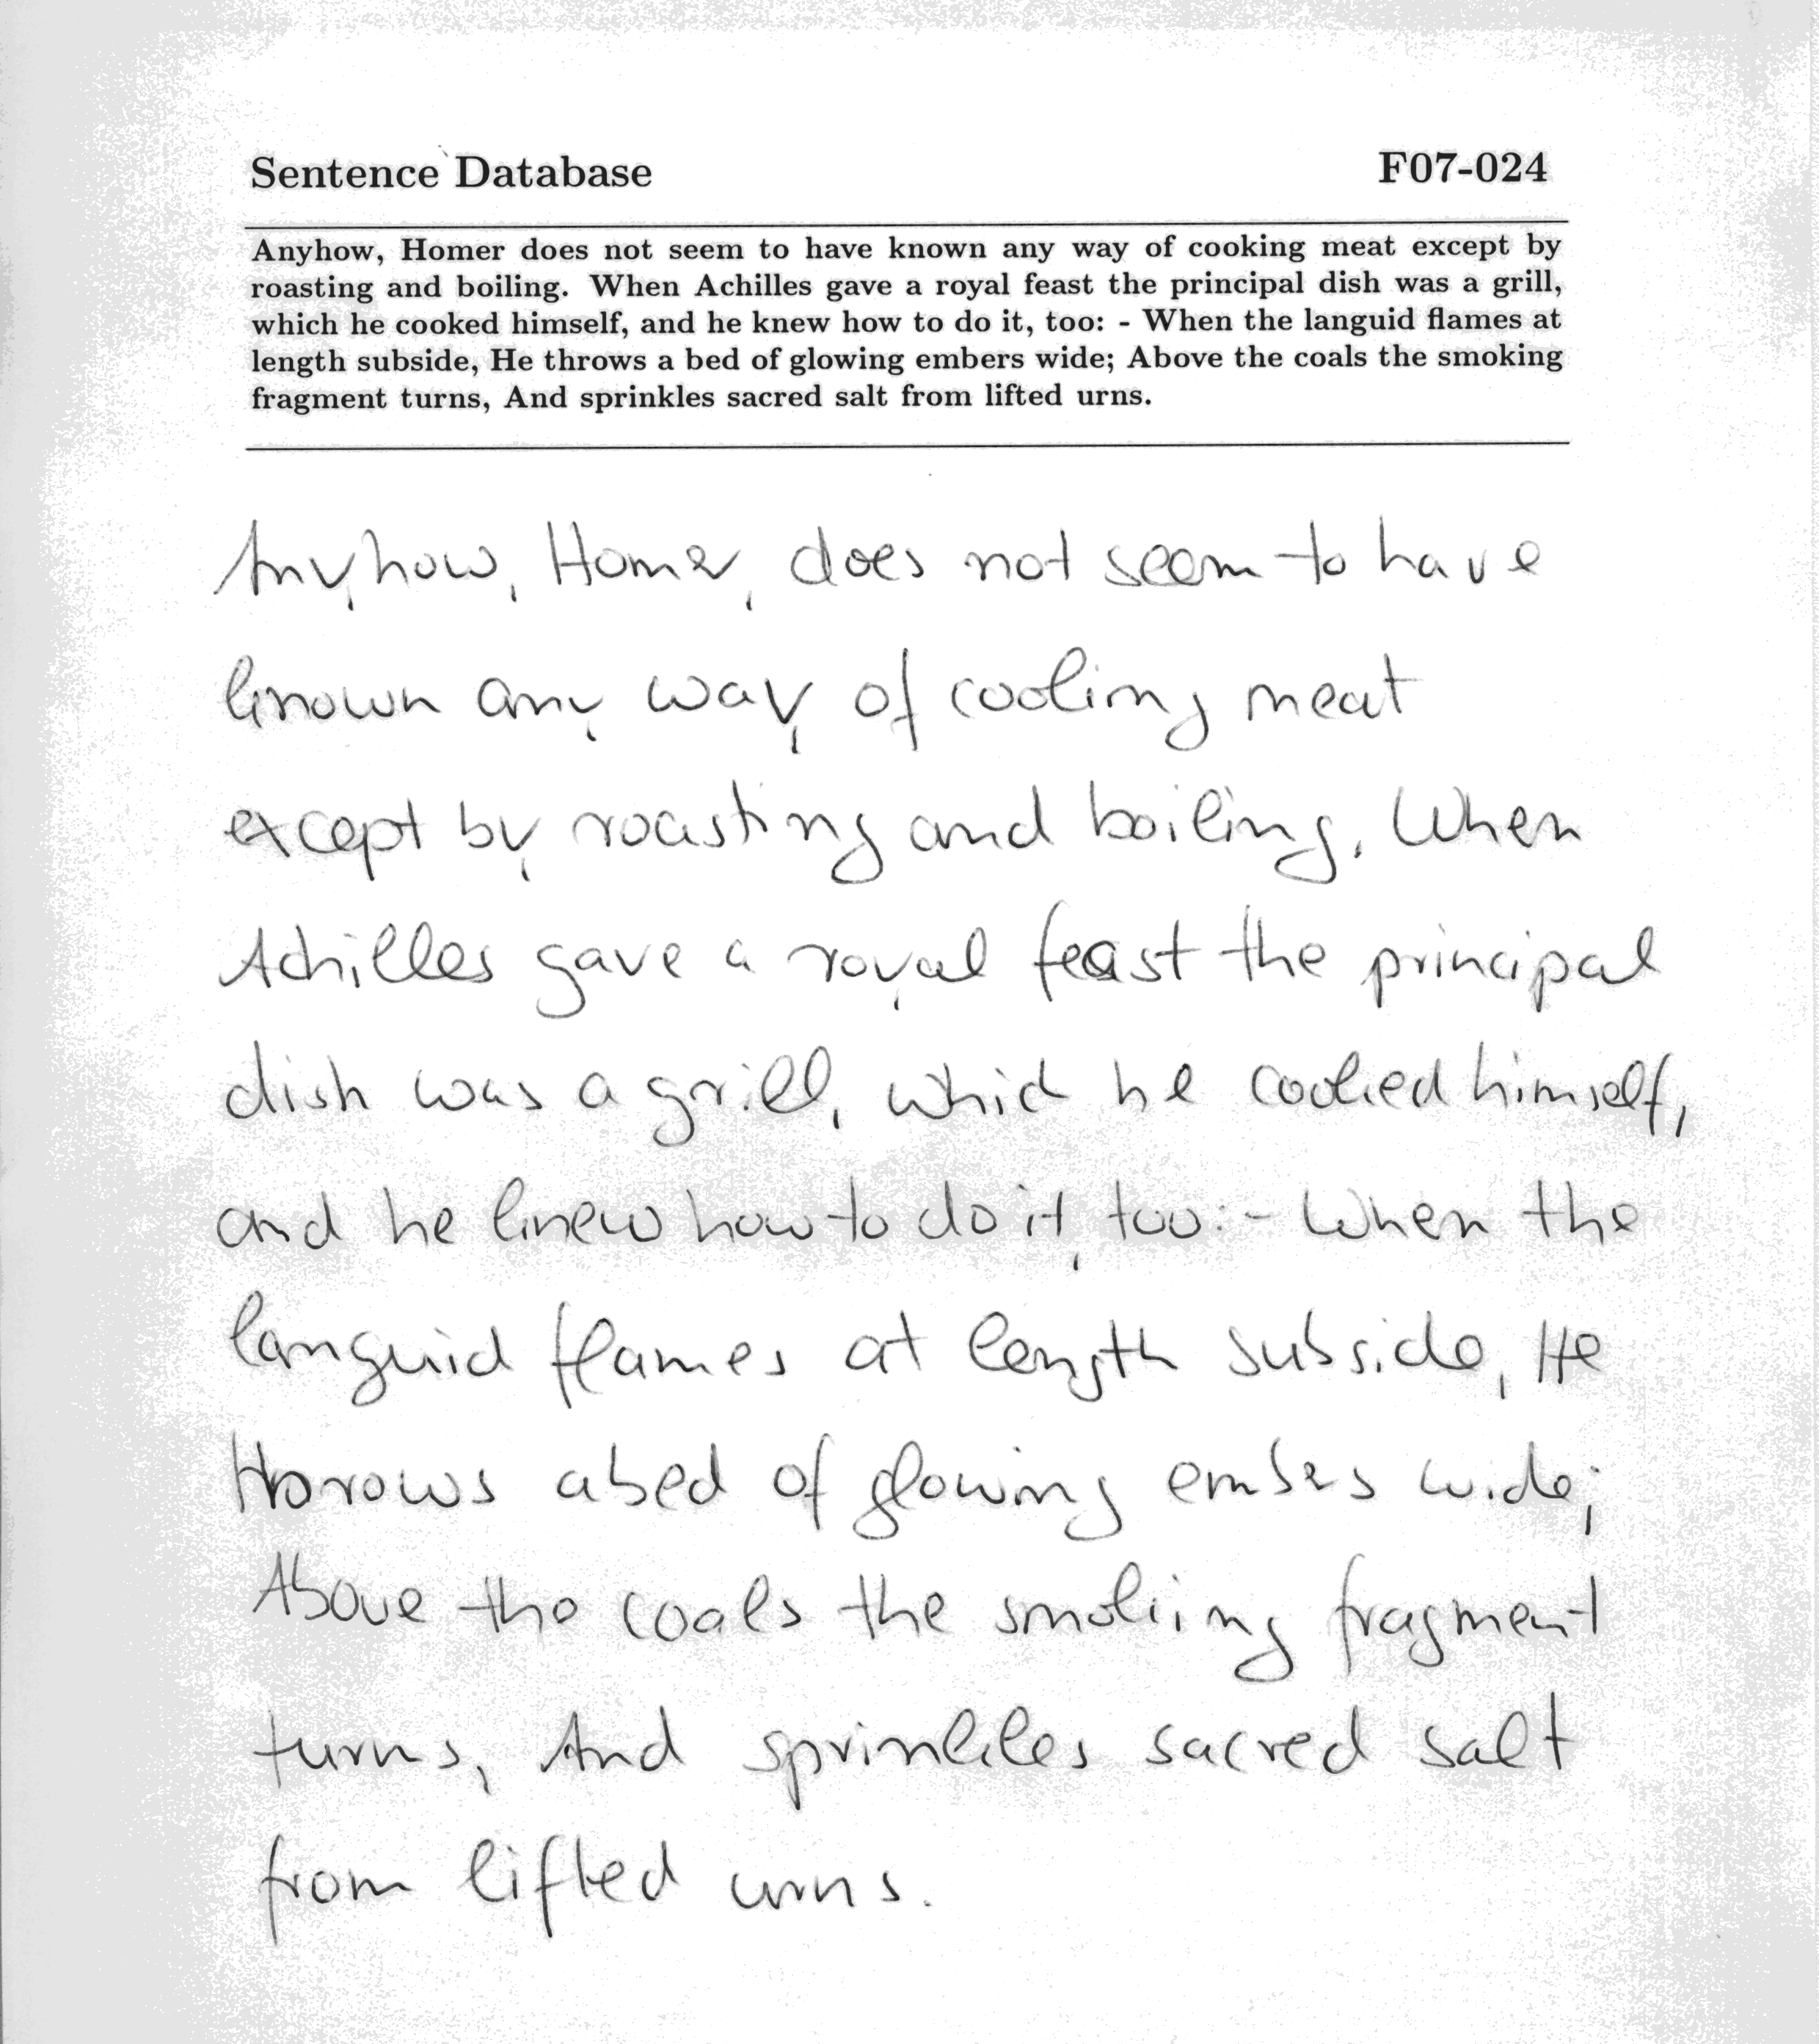 Sentence Database F07-024
Anyhow, Homer does not seem to have known any way of cooking meat except by
roasting and boiling. When Achilles gave a royal feast the principal dish was a grill,
which he cooked himself, and he knew how to do it, too: - When the languid flames at
length subside, He throws a bed of glowing embers wide; Above the coals the smoking
fragment turns, And sprinkles sacred salt from lifted urns.
Anyhow, Homer, does not seem to have
known any way of cooking meat
except by roasting and boiling. When
Achilles gave a royal feast the principal
dish was a grill, which he cooked himself,
and he knew how to do it, too: - When the
languid flames at length subside, He
throws a bed of glowing embers wide;
Above the coals the smoking fragment
turns, And sprinkles sacred salt
from lifted urns.